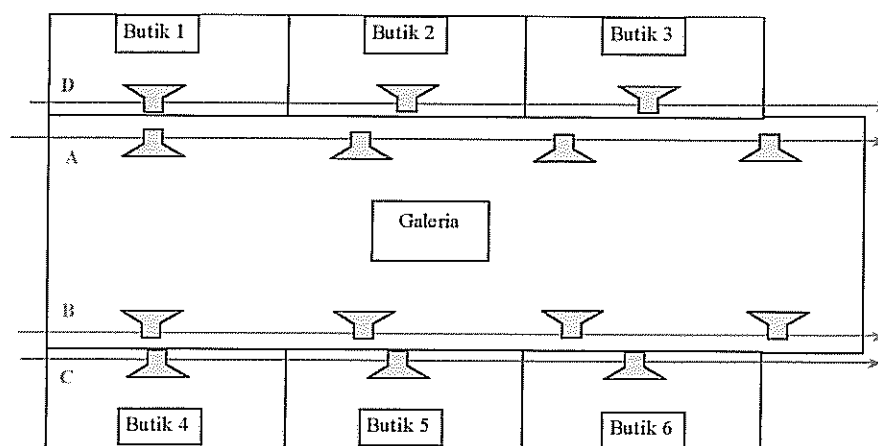 Butik 1
Butik 2
Butik 3
D
A
Galeria
B
C
Butik 4
Butik 5
Butik 6